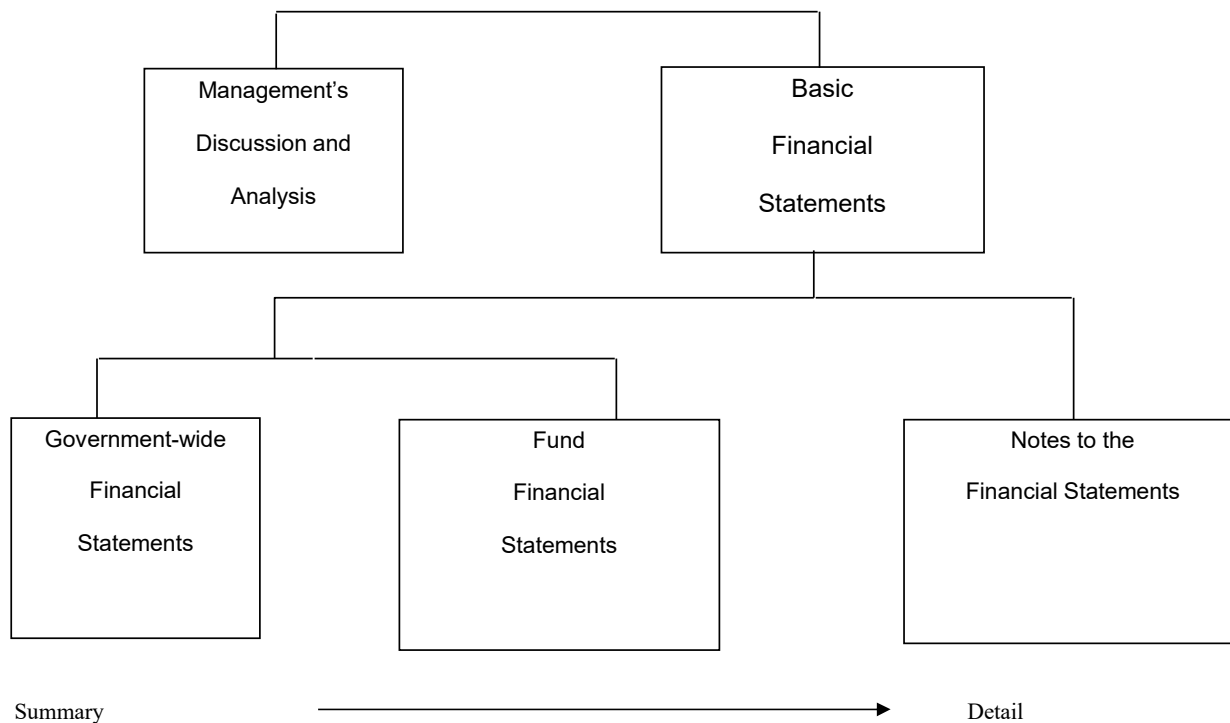 Management’s
Discussion and
Analysis
Basic
Financial
Statements
Government-wide
Financial
Statements
Fund
Financial
Statements
Notes to the
Financial Statements
Summary
Detail